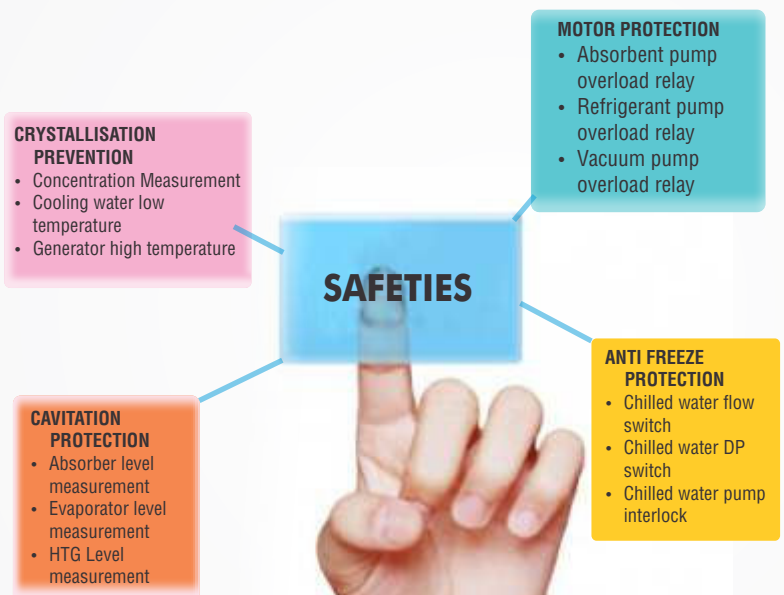 MOTOR PROTECTION
• Absorbent pump
overload relay
• Refrigerant pump
overload relay
• Vacuum pump
overload relay
CRYSTALLISATION
PREVENTION
• Concentration Measurement
• Cooling water low
temperature
• Generator high temperature
SAFETIES
ANTI FREEZE
PROTECTION
• Chilled water flow
switch
• Chilled water DP
switch
• Chilled water pump
interlock
CAVITATION
PROTECTION
• Absorber level
measurement
• Evaporator level
measurement
• HTG Level
measurement